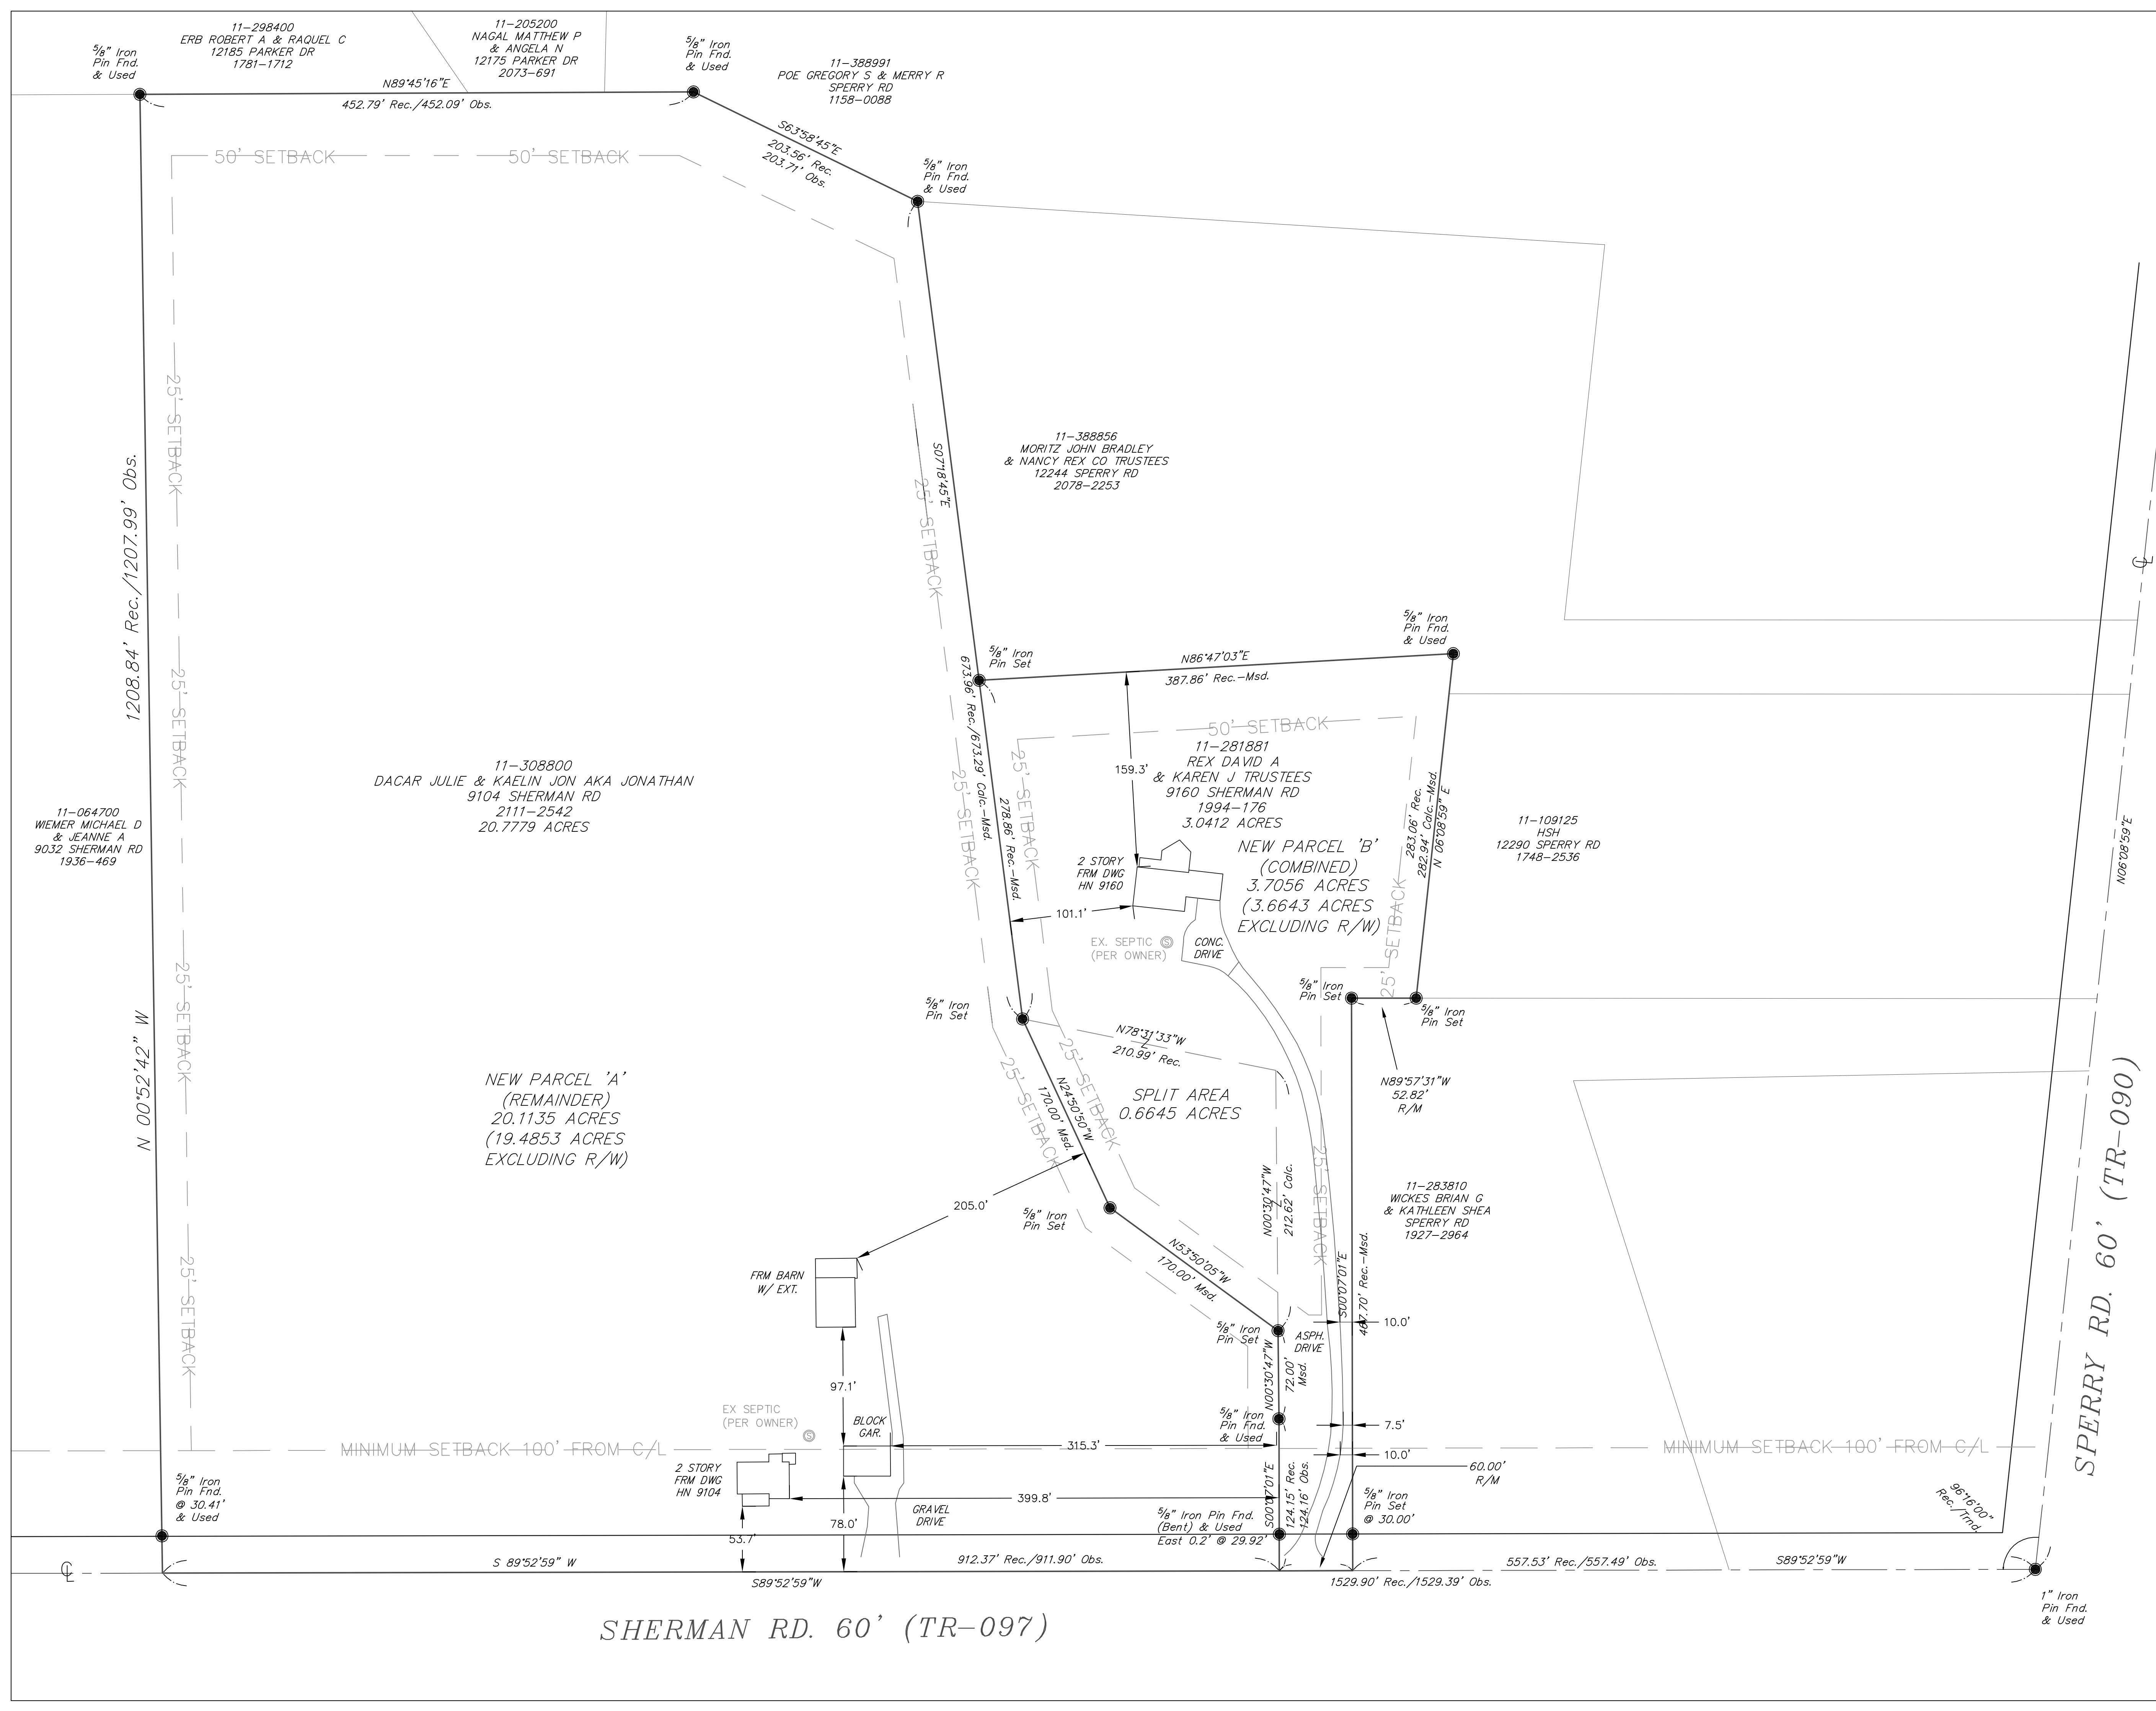 11-298400
ERB ROBERT A & RAQUEL C
12185 PARKER DR
1781-1712
11-205200
NAGAL MATTHEW P
& ANGELA N
12175 PARKER DR
2073-691
5/8" Iron
Pin Fnd.
& Used
5/8" Iron
Pin Fnd.
& Used
11-388991
POE GREGORY S & MERRY R
SPERRY RD
1158-0088
N89°45'16"E
452.79' Rec./452.09' Obs.
S63°58'45"E
203.56' Rec.
203.71' Obs.
5/8" Iron
Pin Fnd.
& Used
50' SETBACK
50' SETBACK
25' SETBACK
25' SETBACK
25' SETBACK
25' SETBACK
1208.84' Rec./1207.99' Obs.
N 00°52'42" W
S07°18'45"E
25' SETBACK
673.96' Rec./673.29' Calc.-Msd.
11-388856
MORITZ JOHN BRADLEY
& NANCY REX CO TRUSTEES
12244 SPERRY RD
2078-2253
5/8" Iron
Pin Set
N86°47'03"E
387.86' Rec.-Msd.
5/8" Iron
Pin Fnd.
& Used
50' SETBACK
11-281881
REX DAVID A
& KAREN J TRUSTEES
9160 SHERMAN RD
1994-176
3.0412 ACRES
159.3'
25' SETBACK
25' SETBACK
278.86' Rec.-Msd.
NEW PARCEL 'B'
(COMBINED)
3.7056 ACRES
(3.6643 ACRES
EXCLUDING R/W)
283.06' Rec.
282.94' Calc.-Msd.
N 06°08'59" E
25' SETBACK
11-109125
HSH
12290 SPERRY RD
1748-2536
N06°08'59"E
11-308800
DACAR JULIE & KAELIN JON AKA JONATHAN
9104 SHERMAN RD
2111-2542
20.7779 ACRES
11-064700
WIEMER MICHAEL D
& JEANNE A
9032 SHERMAN RD
1936-469
2 STORY
FRM DWG
HN 9160
101.1'
EX. SEPTIC Ⓢ
(PER OWNER)
CONC.
DRIVE
5/8" Iron
Pin Set
5/8" Iron
Pin Set
5/8" Iron
Pin Set
N78°31'33"W
210.99' Rec.
N89°57'31"W
52.82'
R/M
NEW PARCEL 'A'
(REMAINDER)
20.1135 ACRES
(19.4853 ACRES
EXCLUDING R/W)
25' SETBACK
25' SETBACK
N24°50'50"W
170.00' Msd.
SPLIT AREA
0.6645 ACRES
N00°30'47"W
212.62' Calc.
25' SETBACK
11-283810
WICKES BRIAN G
& KATHLEEN SHEA
SPERRY RD
1927-2964
205.0'
5/8" Iron
Pin Set
N53°50'05"W
170.00' Msd.
S00°07'01"E
467.70' Rec.-Msd.
FRM BARN
W/ EXT.
5/8" Iron
Pin Set
ASPH.
DRIVE
10.0'
N00°30'47"W
72.00'
Msd.
97.1'
EX SEPTIC
(PER OWNER)
Ⓢ
BLOCK
GAR.
5/8" Iron
Pin Fnd.
& Used
7.5'
315.3'
10.0'
MINIMUM SETBACK 100' FROM C/L
MINIMUM SETBACK 100' FROM C/L
60.00'
R/M
2 STORY
FRM DWG
HN 9104
5/8" Iron
Pin Fnd.
@ 30.41'
& Used
399.8'
S00°07'01"E
124.15' Rec.
124.16' Obs.
5/8" Iron
Pin Set
@ 30.00'
96°16'00"
Rec./Trnd.
GRAVEL
DRIVE
5/8" Iron Pin Fnd.
(Bent) & Used
East 0.2' @ 29.92'
78.0'
53.7'
S 89°52'59" W
912.37' Rec./911.90' Obs.
557.53' Rec./557.49' Obs.
S89°52'59"W
S89°52'59"W
1529.90' Rec./1529.39' Obs.
1" Iron
Pin Fnd.
& Used
SHERMAN RD. 60' (TR-097)
SPERRY RD. 60' (TR-090)